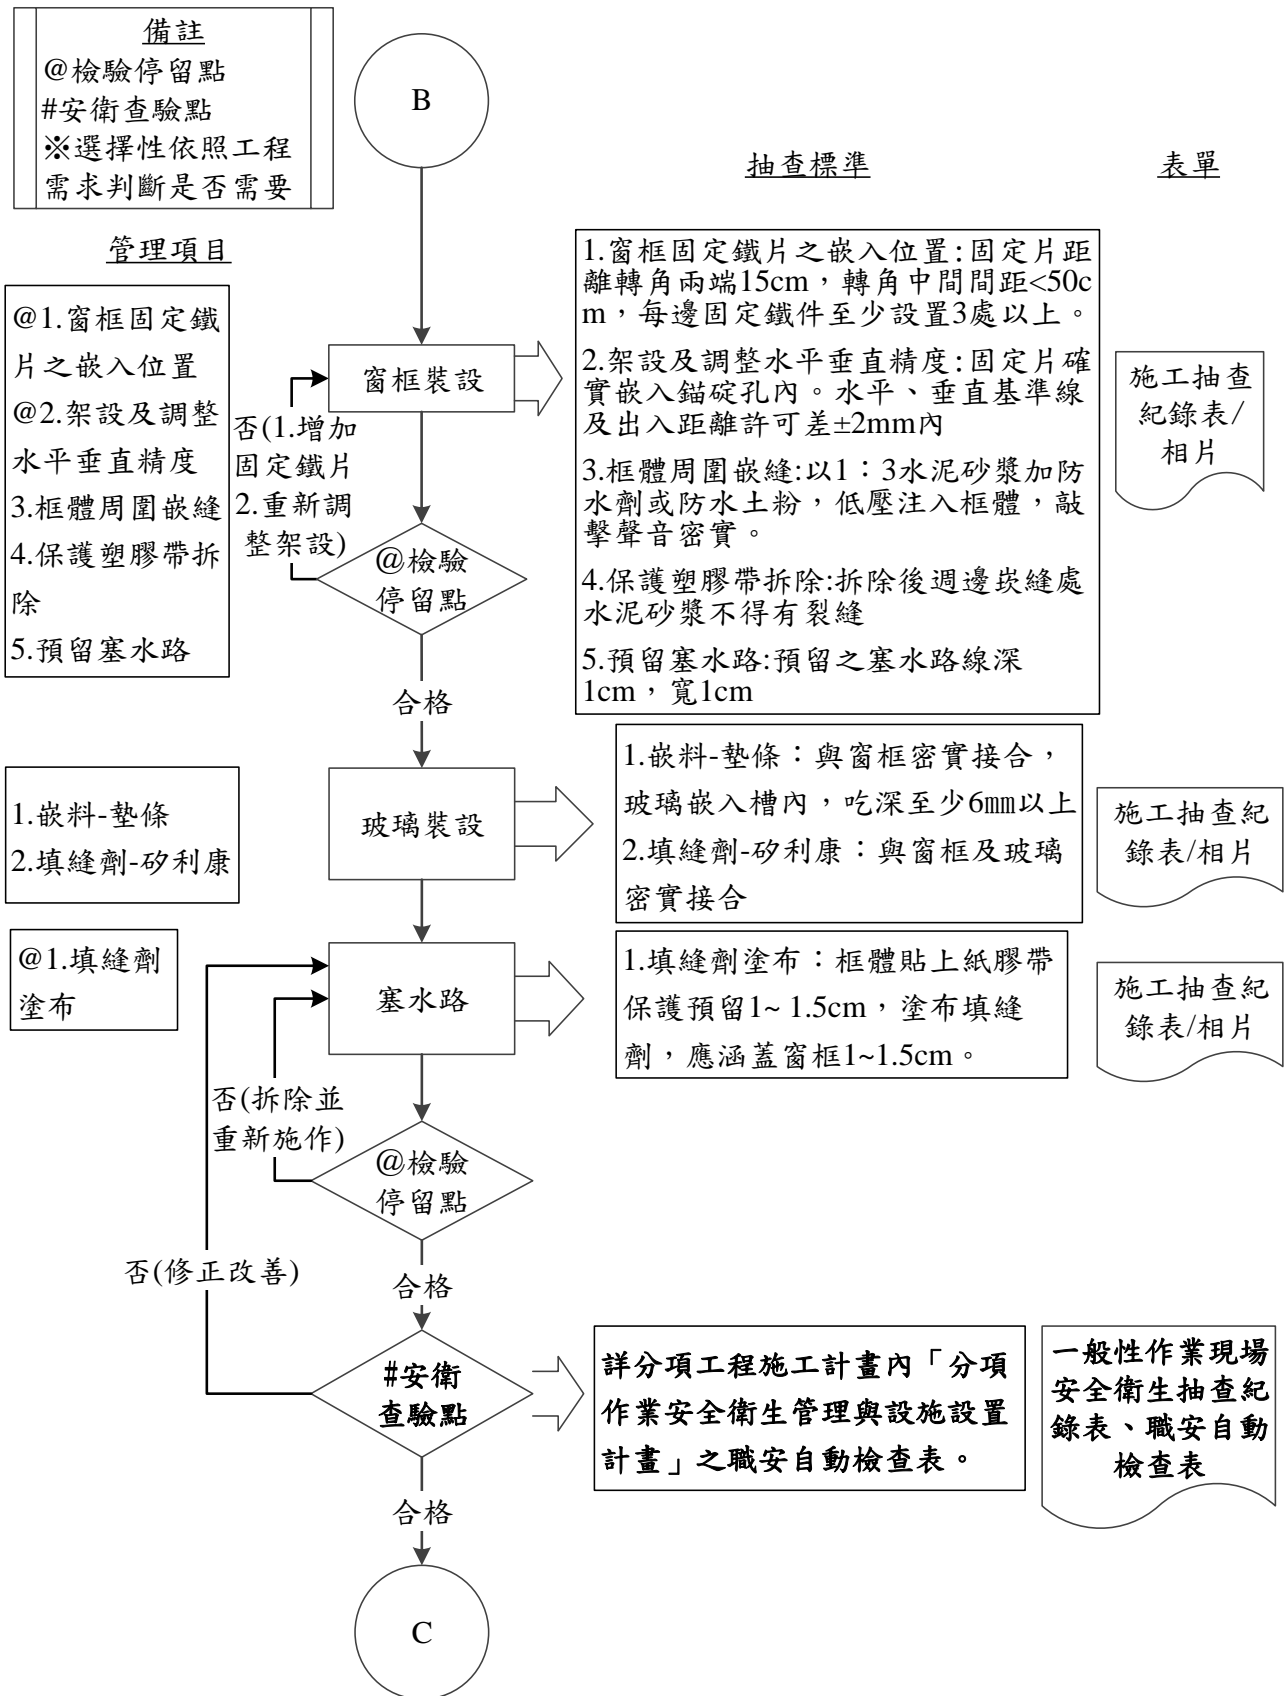 備註
@檢驗停留點
#安衛查驗點
※選擇性依照工程
需求判斷是否需要
B
抽查標準
表單
管理項目
@1.窗框固定鐵
片之嵌入位置
@2.架設及調整
水平垂直精度
3.框體周圍嵌縫
4.保護塑膠帶拆
除
5.預留塞水路
窗框裝設
否(1.增加
固定鐵片
2.重新調
整架設)
@檢驗
停留點
合格
1.窗框固定鐵片之嵌入位置:固定片距
離轉角兩端15cm，轉角中間間距<50c
m，每邊固定鐵件至少設置3處以上。
2.架設及調整水平垂直精度:固定片確
實嵌入錨碇孔內。水平、垂直基準線
及出入距離許可差±2mm內
3.框體周圍嵌縫:以1：3水泥砂漿加防
水劑或防水土粉，低壓注入框體，敲
擊聲音密實。
4.保護塑膠帶拆除:拆除後週邊崁縫處
水泥砂漿不得有裂縫
5.預留塞水路:預留之塞水路線深
1cm，寬1cm
施工抽查
紀錄表/
相片
1.嵌料-墊條
2.填縫劑-矽利康
玻璃裝設
1.嵌料-墊條：與窗框密實接合，
玻璃嵌入槽內，吃深至少6㎜以上
2.填縫劑-矽利康：與窗框及玻璃
密實接合
施工抽查紀
錄表/相片
@1.填縫劑
塗布
塞水路
1.填縫劑塗布：框體貼上紙膠帶
保護預留1~ 1.5cm，塗布填縫
劑，應涵蓋窗框1~1.5cm。
施工抽查紀
錄表/相片
否(拆除並
重新施作)
@檢驗
停留點
否(修正改善)
合格
#安衛
查驗點
詳分項工程施工計畫內「分項
作業安全衛生管理與設施設置
計畫」之職安自動檢查表。
一般性作業現場
安全衛生抽查紀
錄表、職安自動
檢查表
合格
C